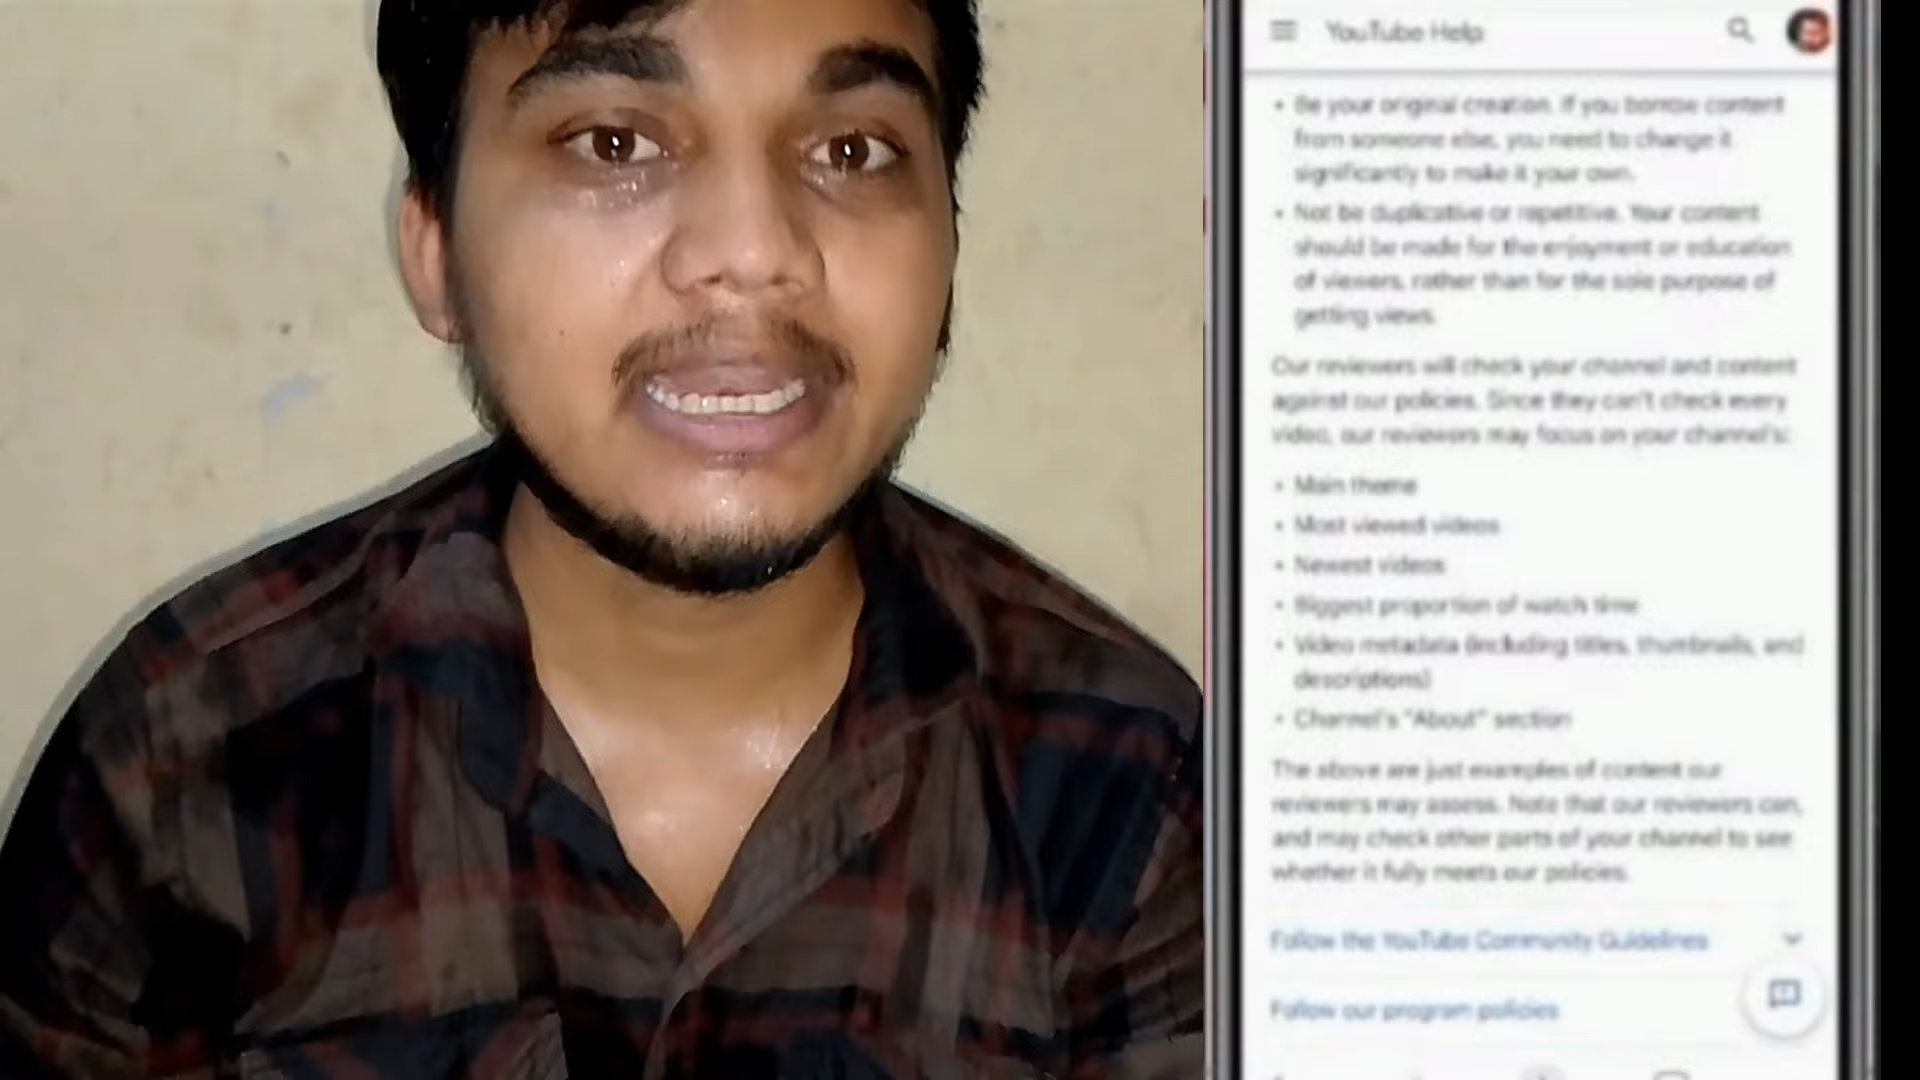 YouTube Help
• Be your original creation. If you borrow content
from someone else, you need to change it
significantly to make it your own.
• Not be duplicative or repetitive. Your content
should be made for the enjoyment or education
of viewers, rather than for the sole purpose of
getting views.
Our reviewers will check your channel and content
against our policies. Since they can't check every
video, our reviewers may focus on your channel's:
• Main theme
• Most viewed videos
• Newest videos
• Biggest proportion of watch time
• Video metadata (including titles, thumbnails, and
descriptions)
• Channel's "About" section
The above are just examples of content our
reviewers may assess. Note that our reviewers can,
and may check other parts of your channel to see
whether it fully meets our policies.
Follow the YouTube Community Guidelines
Follow our program policies